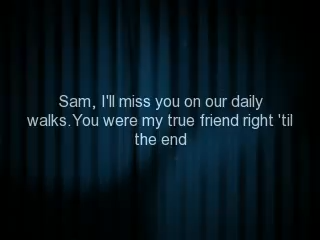 Sam, I'll miss you on our daily
walks.You were my true friend right 'til
the end